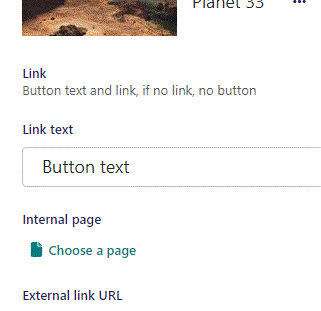 Planet 33
Link
Button text and link, if no link, no button
Link text
Button text
Internal page
Choose a page
External link URL